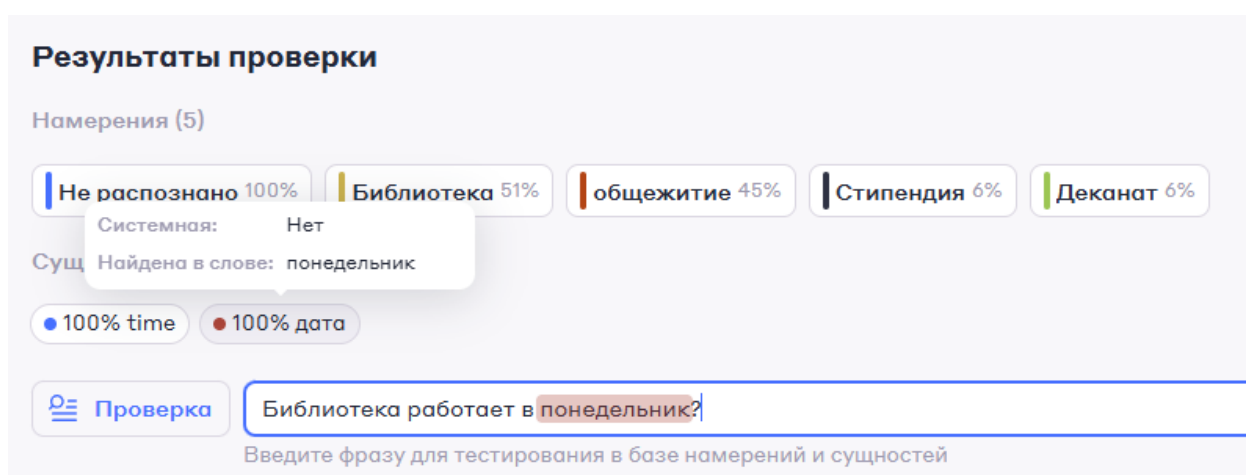 Результаты проверки
Намерения (5)
Не распознано 100% Библиотека 51% общежитие 45% Стипендия 6% Деканат 6%
Системная: Нет
Сущ
Найдена в слове: понедельник
100% time 100% дата
Проверка Библиотека работает в понедельник?
Введите фразу для тестирования в базе намерений и сущностей